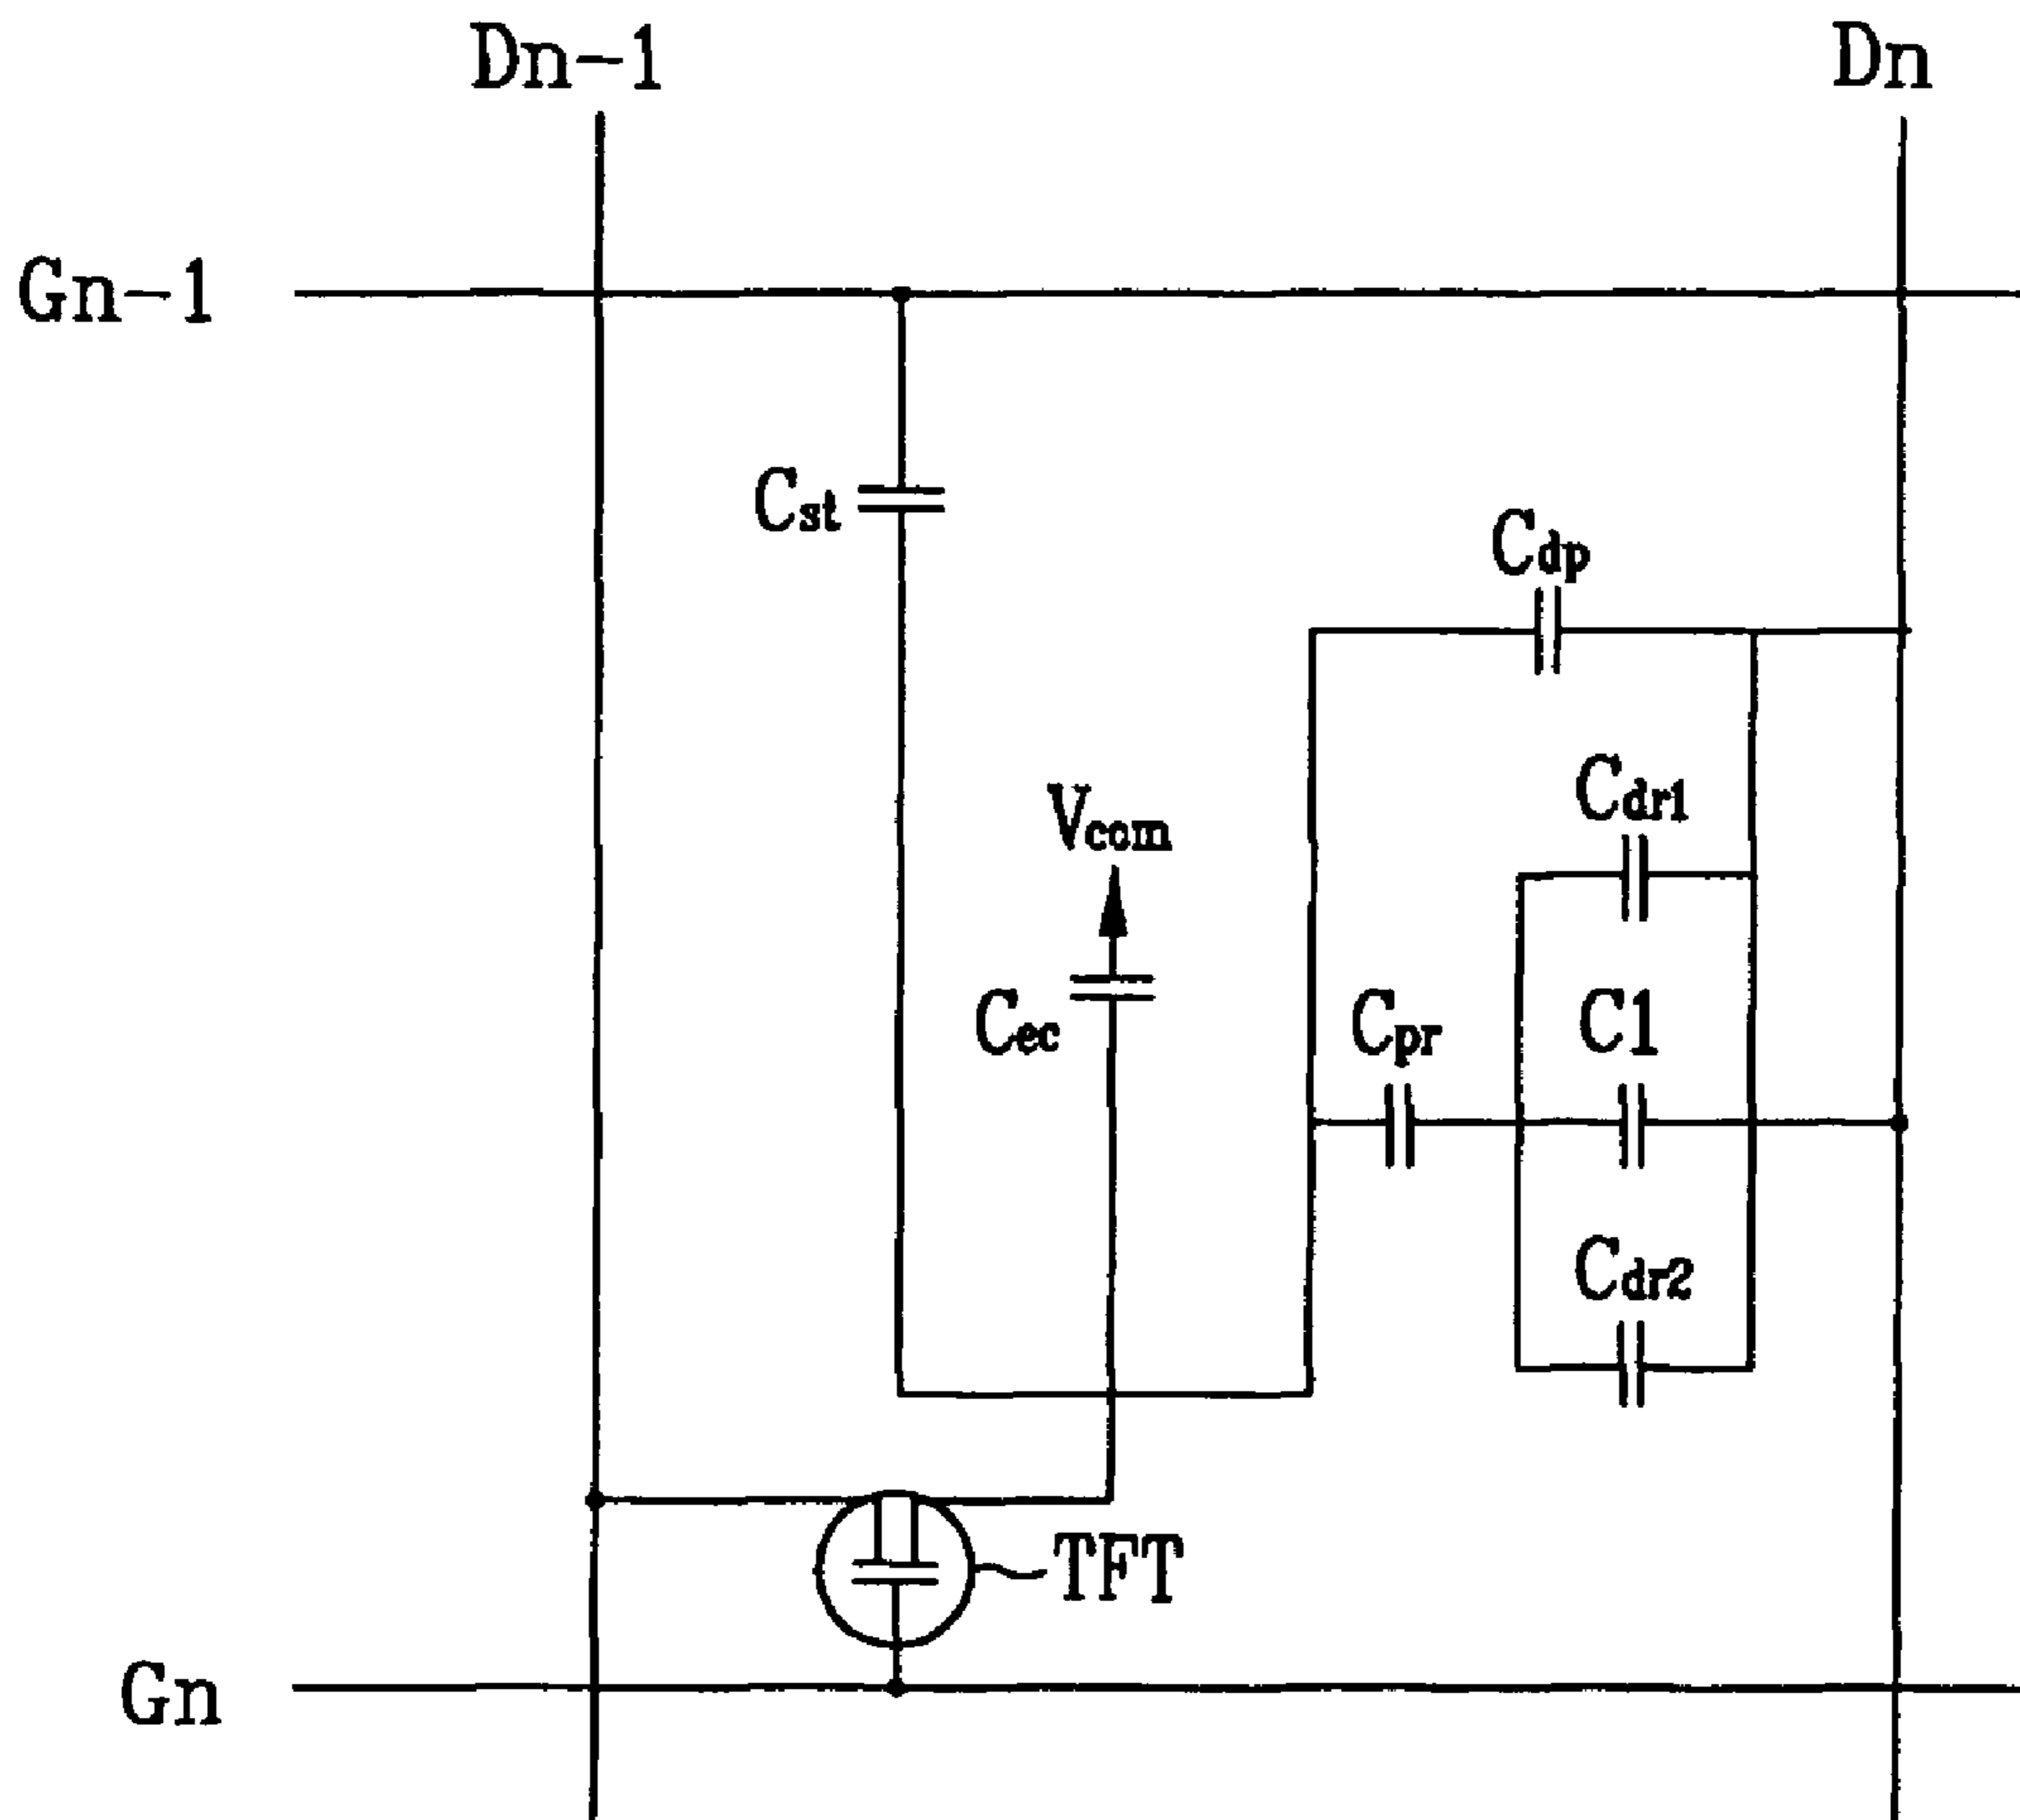 Dn-1
Dn
Gn-1
Cst
Cdp
Cdr1
Vcom
Cec
Cpr
C1
Cdr2
TFT
Gn